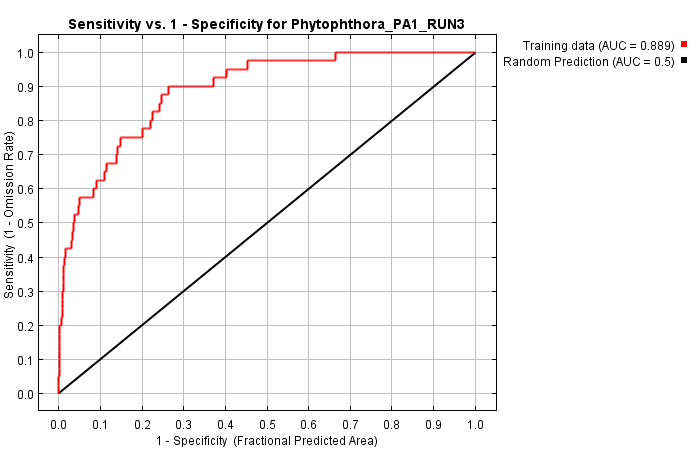 Sensitivity vs. 1 - Specificity for Phytophthora_PA1_RUN3
Training data (AUC = 0.889)
Random Prediction (AUC = 0.5)
Sensitivity (1 - Omission Rate)
1.0
0.9
0.8
0.7
0.6
0.5
0.4
0.3
0.2
0.1
0.0
0.0 0.1 0.2 0.3 0.4 0.5 0.6 0.7 0.8 0.9 1.0
1 - Specificity (Fractional Predicted Area)